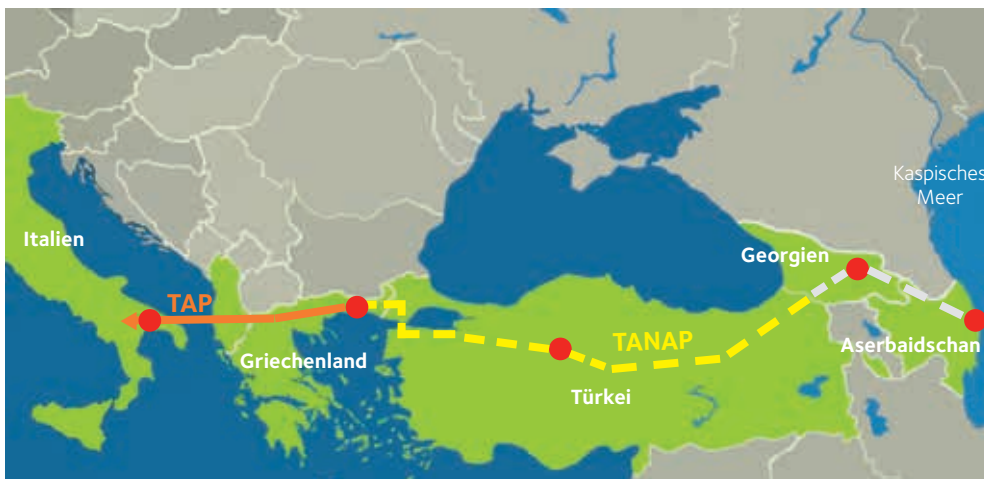 Kaspisches
Meer
Italien
Georgien
TAP
TANAP
Aserbaidschan
Griechenland
Türkei